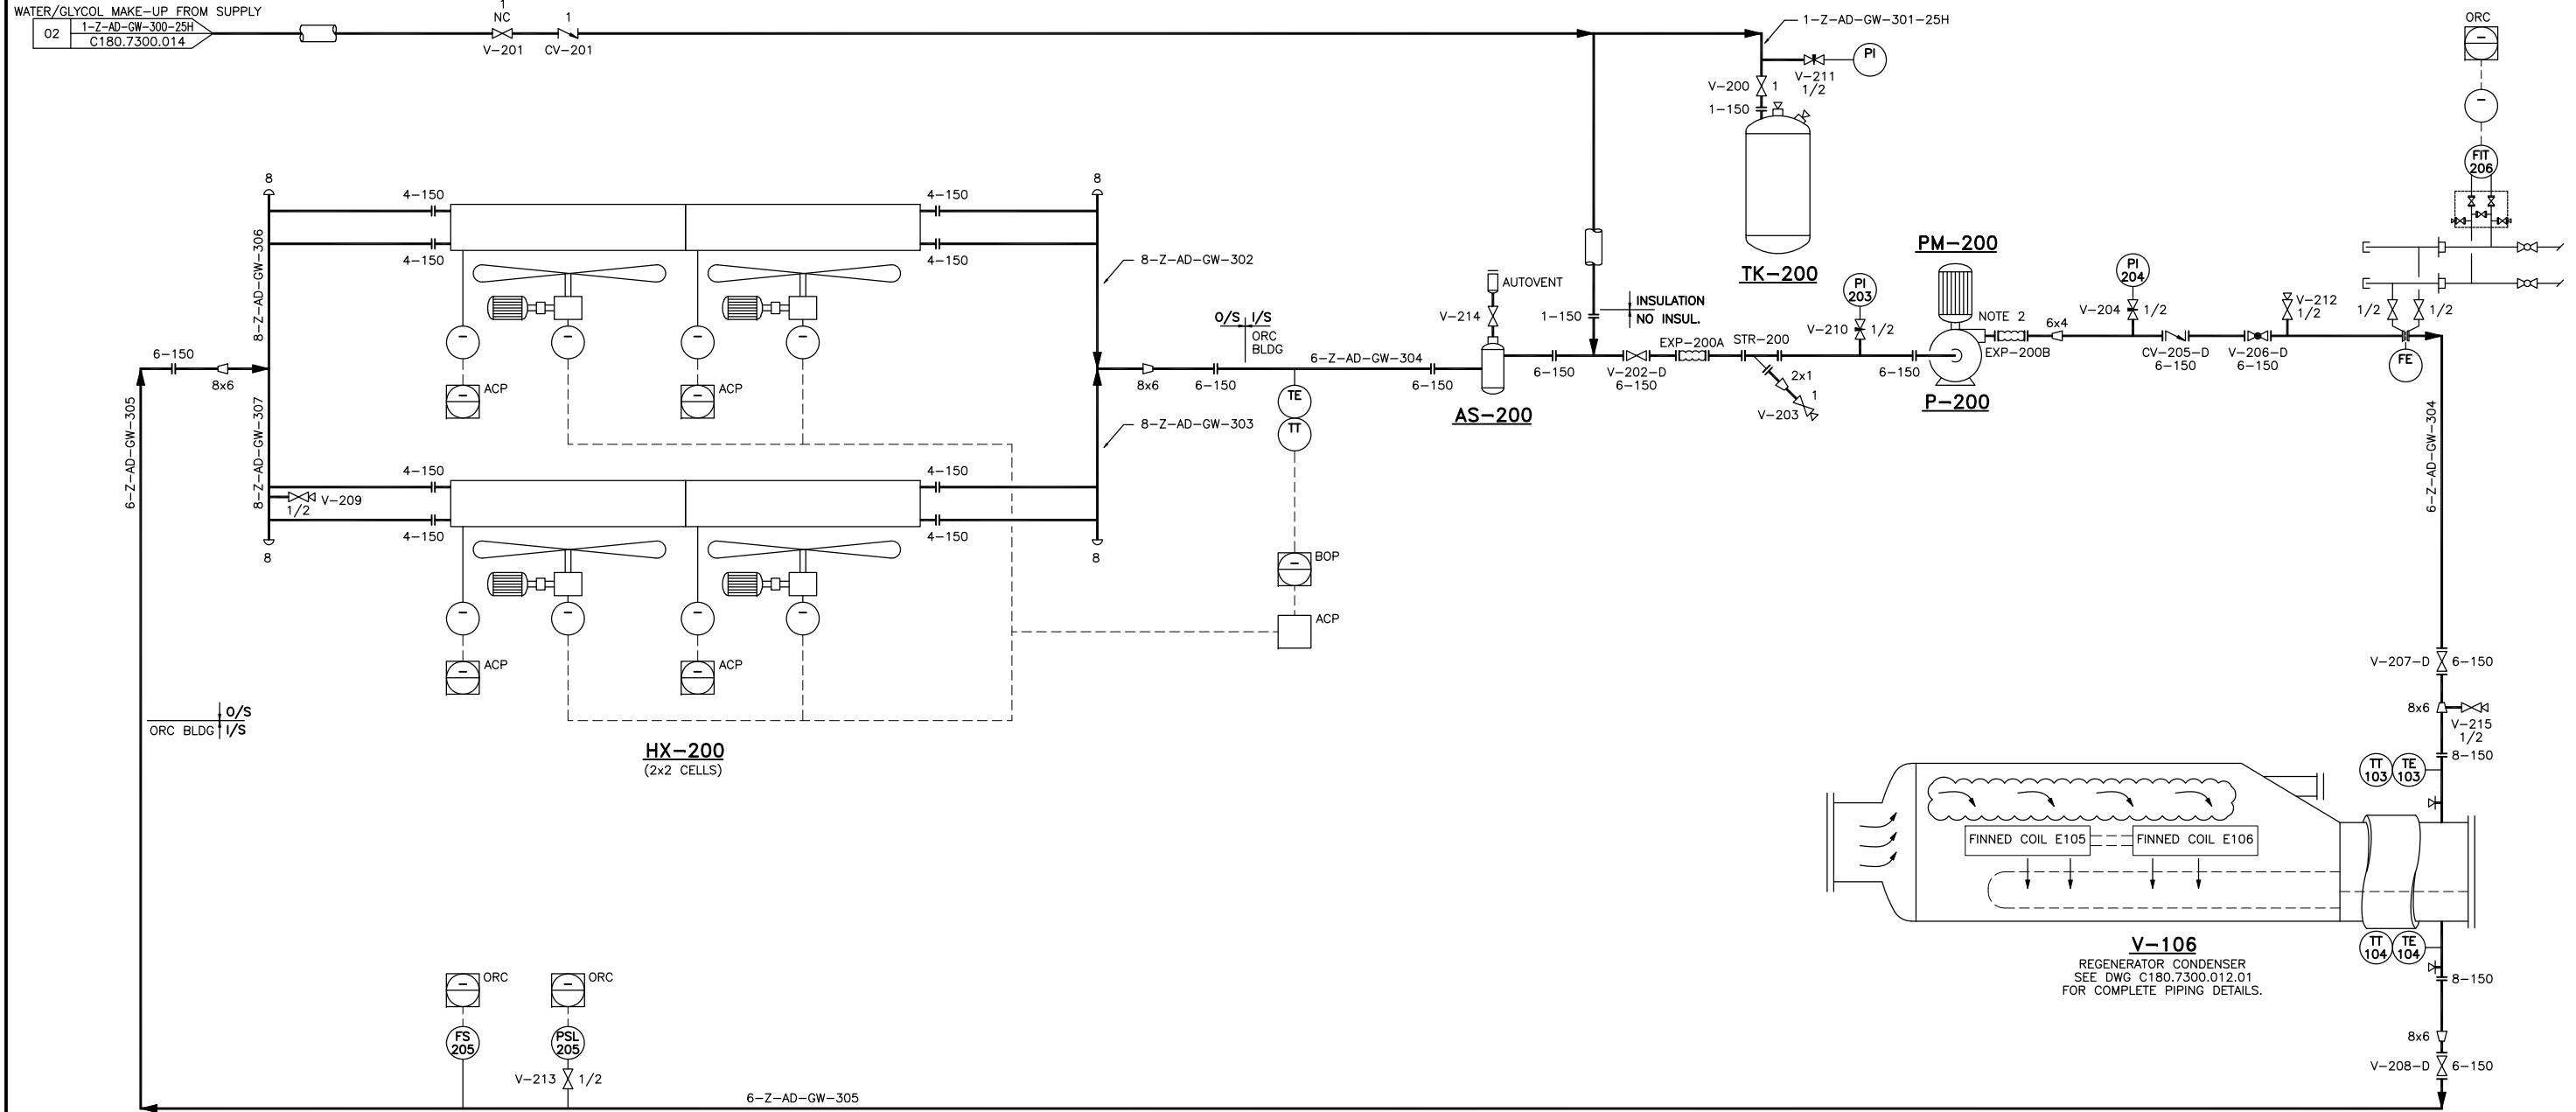 WATER/GLYCOL MAKE-UP FROM SUPPLY
02
1-Z-AD-GW-300-25H
C180.7300.014
1
NC
V-201
1
CV-201
1-Z-AD-GW-301-25H
PI
V-211
1/2
V-200
1
1-150
TK-200
ORC
–
–
FIT
206
1/2
1/2
FE
8
8
4-150
4-150
4-150
4-150
8-Z-AD-GW-306
8-Z-AD-GW-302
–
–
–
–
–
ACP
–
ACP
6-150
8x6
6-Z-AD-GW-305
8-Z-AD-GW-307
8-Z-AD-GW-303
8x6
6-150
O/S
I/S
ORC
BLDG
6-Z-AD-GW-304
6-150
TE
TT
AUTOVENT
V-214
AS-200
1-150
INSULATION
NO INSUL.
6-150
V-202-D
6-150
EXP-200A
STR-200
2x1
1
V-203
PI
203
V-210
1/2
6-150
PM-200
NOTE 2
P-200
EXP-200B
6x4
PI
204
V-204
1/2
CV-205-D
6-150
V-206-D
6-150
V-212
1/2
6-Z-AD-GW-304
4-150
4-150
V-209
1/2
4-150
4-150
8
8
–
–
–
–
–
ACP
–
ACP
–
BOP
ACP
O/S
ORC BLDG
I/S
HX-200
(2x2 CELLS)
V-207-D
6-150
8x6
V-215
1/2
8-150
TT
103
TE
103
FINNED COIL E105
FINNED COIL E106
TT
104
TE
104
V-106
REGENERATOR CONDENSER
SEE DWG C180.7300.012.01
FOR COMPLETE PIPING DETAILS.
8-150
8x6
V-208-D
6-150
–
ORC
–
ORC
FS
205
PSL
205
V-213
1/2
6-Z-AD-GW-305